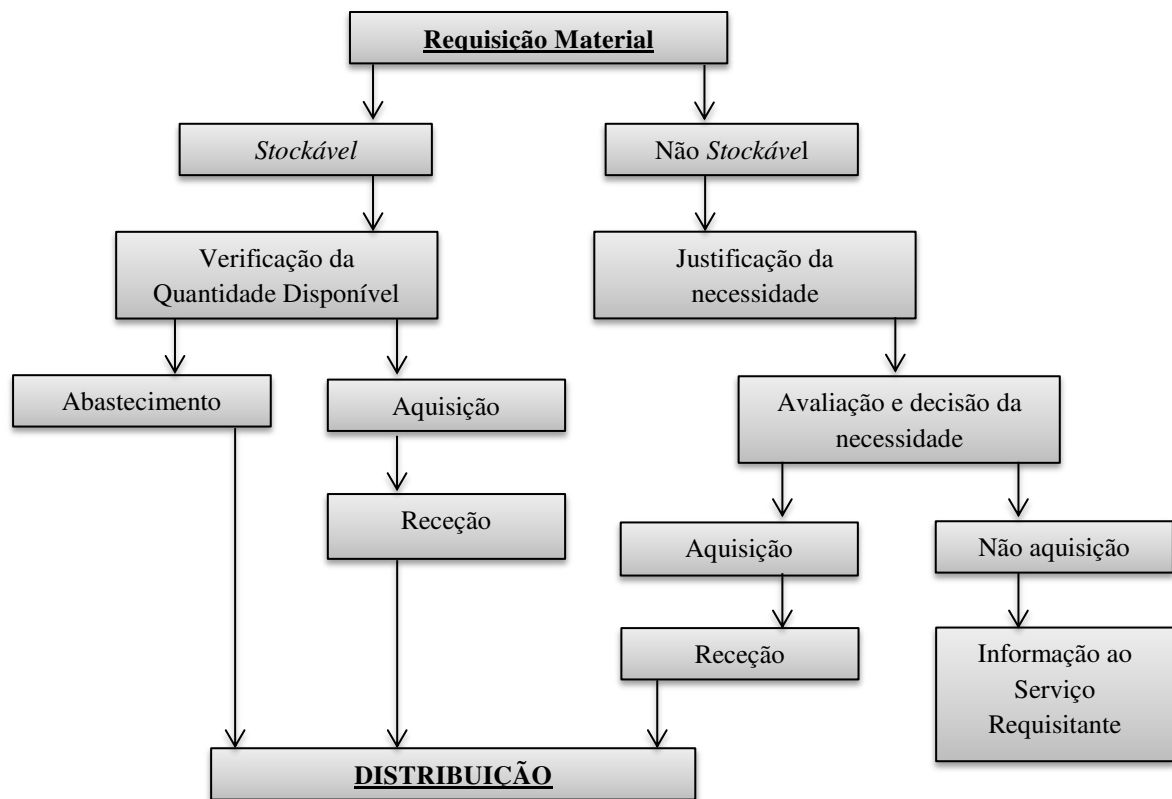 Requisição Material
Stockável
Não Stockável
Verificação da
Quantidade Disponível
Justificação da
necessidade
Abastecimento
Aquisição
Avaliação e decisão da
necessidade
Receção
Aquisição
Não aquisição
Receção
Informação ao
Serviço
Requisitante
DISTRIBUIÇÃO